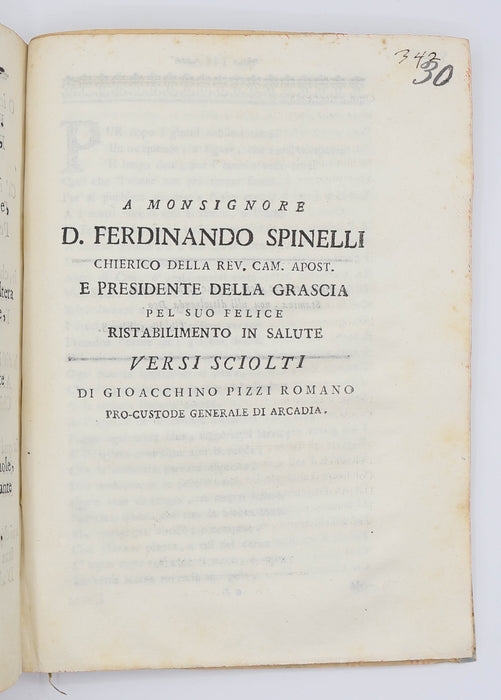 342
30
A MONSIGNORE
D. FERDINANDO SPINELLI
CHIERICO DELLA REV. CAM. APOST.
E PRESIDENTE DELLA GRASCIA
PEL SUO FELICE
RISTABILIMENTO IN SALUTE
VERSI SCIOLTI
DI GIOACCHINO PIZZI ROMANO
PRO-CUSTODE GENERALE DI ARCADIA.